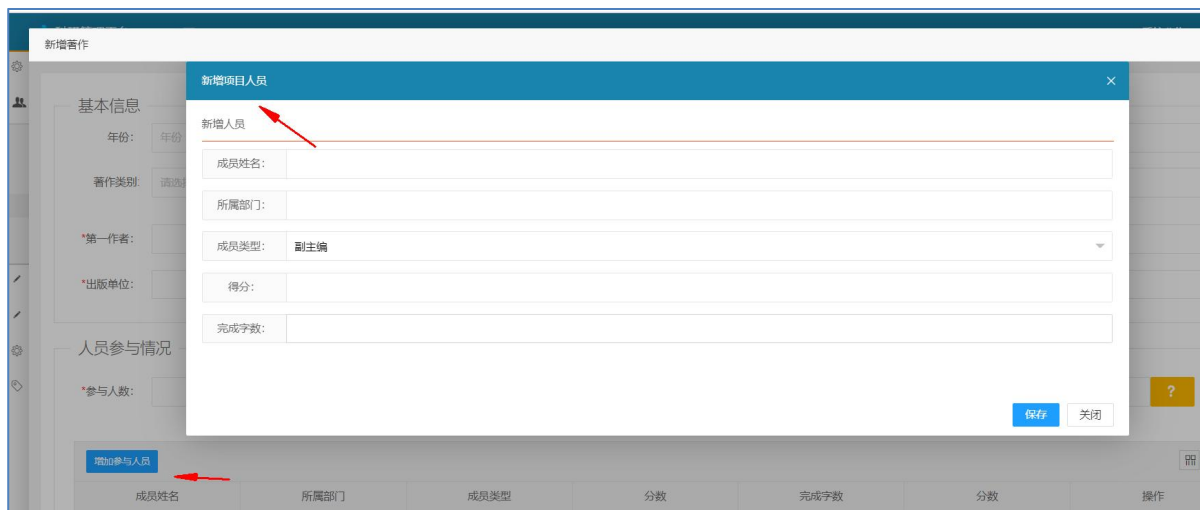 新增著作
新增项目人员
新增人员
成员姓名：
所属部门：
成员类型： 副主编
得分：
完成字数：
保存 关闭
基本信息
年份： 年份
著作类别:
*第一作者：
*出版单位：
人员参与情况
*参与人数：
?
增加参与人员
成员姓名 所属部门 成员类型 分数 完成字数 分数 操作